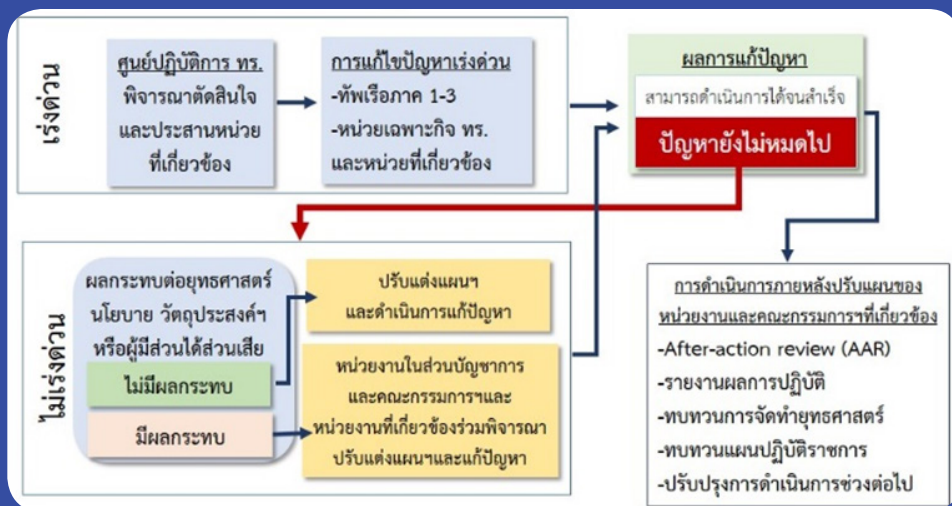 เร่งด่วน
ศูนย์ปฏิบัติการ ทร.
พิจารณาตัดสินใจ
และประสานหน่วย
ที่เกี่ยวข้อง
การแก้ไขปัญหาเร่งด่วน
-ทัพเรือภาค 1-3
-หน่วยเฉพาะกิจ ทร.
และหน่วยที่เกี่ยวข้อง
ผลการแก้ปัญหา
สามารถดำเนินการได้จนสำเร็จ
ปัญหายังไม่หมดไป
ไม่เร่งด่วน
ผลกระทบต่อยุทธศาสตร์
นโยบาย วัตถุประสงค์ฯ
หรือผู้มีส่วนได้ส่วนเสีย
ไม่มีผลกระทบ
มีผลกระทบ
ปรับแต่งแผนฯ
และดำเนินการแก้ปัญหา
หน่วยงานในส่วนบัญชาการ
และคณะกรรมการฯและ
หน่วยงานที่เกี่ยวข้องร่วมพิจารณา
ปรับแต่งแผนฯและแก้ปัญหา
การดำเนินการภายหลังปรับแผนของ
หน่วยงานและคณะกรรมการฯที่เกี่ยวข้อง
-After-action review (AAR)
-รายงานผลการปฏิบัติ
-ทบทวนการจัดทำยุทธศาสตร์
-ทบทวนแผนปฏิบัติราชการ
-ปรับปรุงการดำเนินการช่วงต่อไป